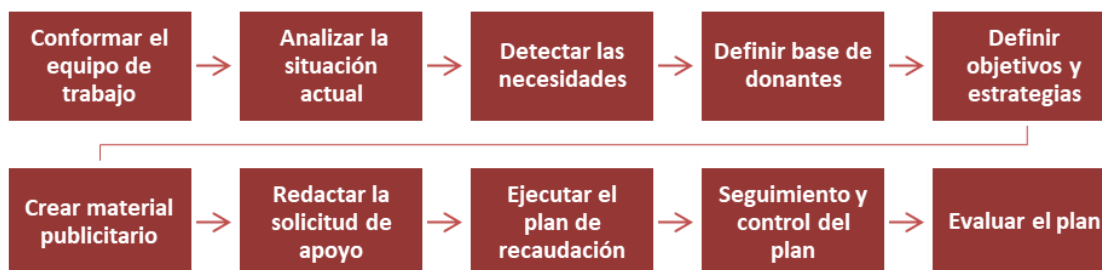 Conformar el
equipo de
trabajo
Analizar la
situación
actual
Detectar las
necesidades
Definir base de
donantes
Definir
objetivos y
estrategias
Crear material
publicitario
Redactar la
solicitud de
apoyo
Ejecutar el
plan de
recaudación
Seguimiento y
control del
plan
Evaluar el plan